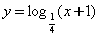 y = log_{1/4}(x+1)